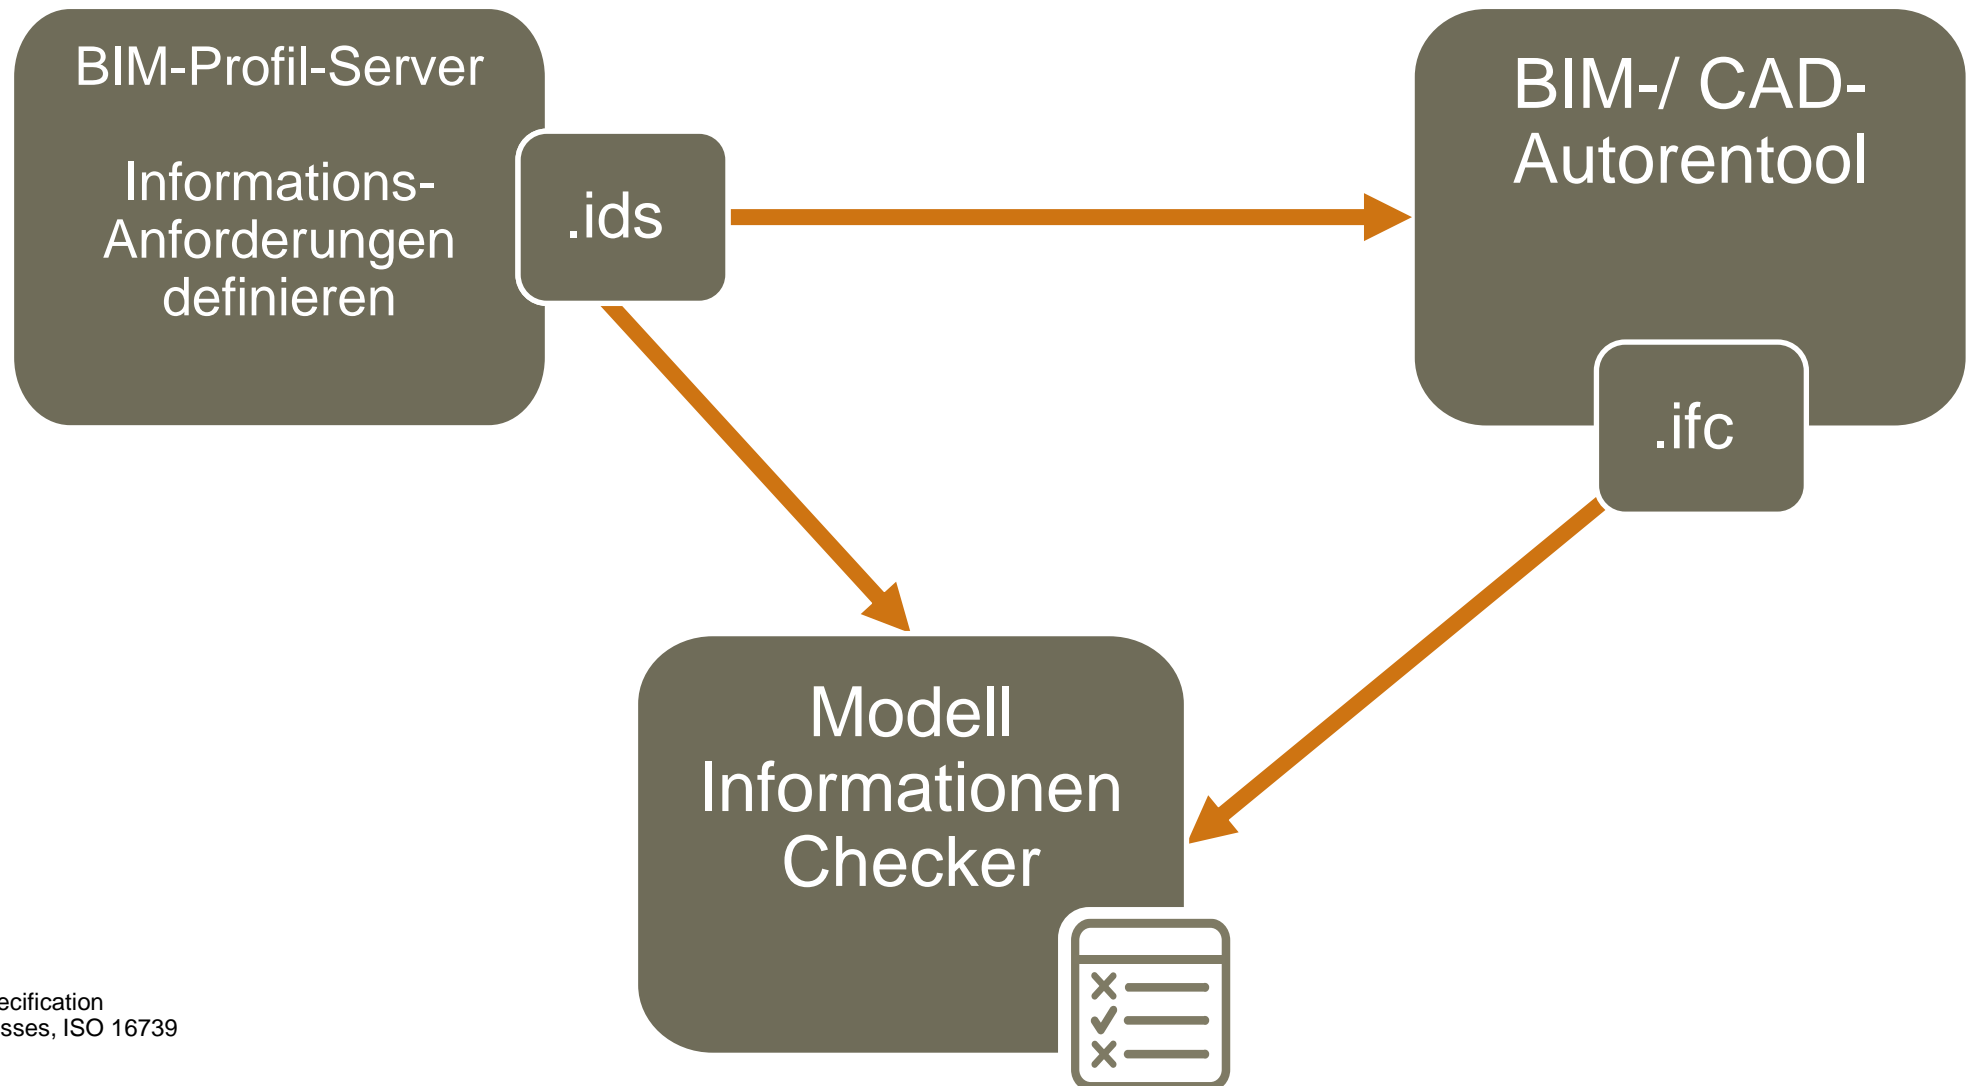 BIM-Profil-Server
Informations-
Anforderungen
definieren
.ids
BIM-/ CAD-
Autorentool
.ifc
Modell
Informationen
Checker
ecification
sses, ISO 16739